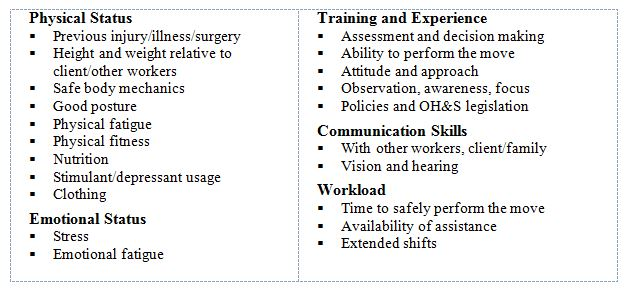 Physical Status
▪ Previous injury/illness/surgery
▪ Height and weight relative to
client/other workers
▪ Safe body mechanics
▪ Good posture
▪ Physical fatigue
▪ Physical fitness
▪ Nutrition
▪ Stimulant/depressant usage
▪ Clothing
Emotional Status
▪ Stress
▪ Emotional fatigue
Training and Experience
▪ Assessment and decision making
▪ Ability to perform the move
▪ Attitude and approach
▪ Observation, awareness, focus
▪ Policies and OH&S legislation
Communication Skills
▪ With other workers, client/family
▪ Vision and hearing
Workload
▪ Time to safely perform the move
▪ Availability of assistance
▪ Extended shifts